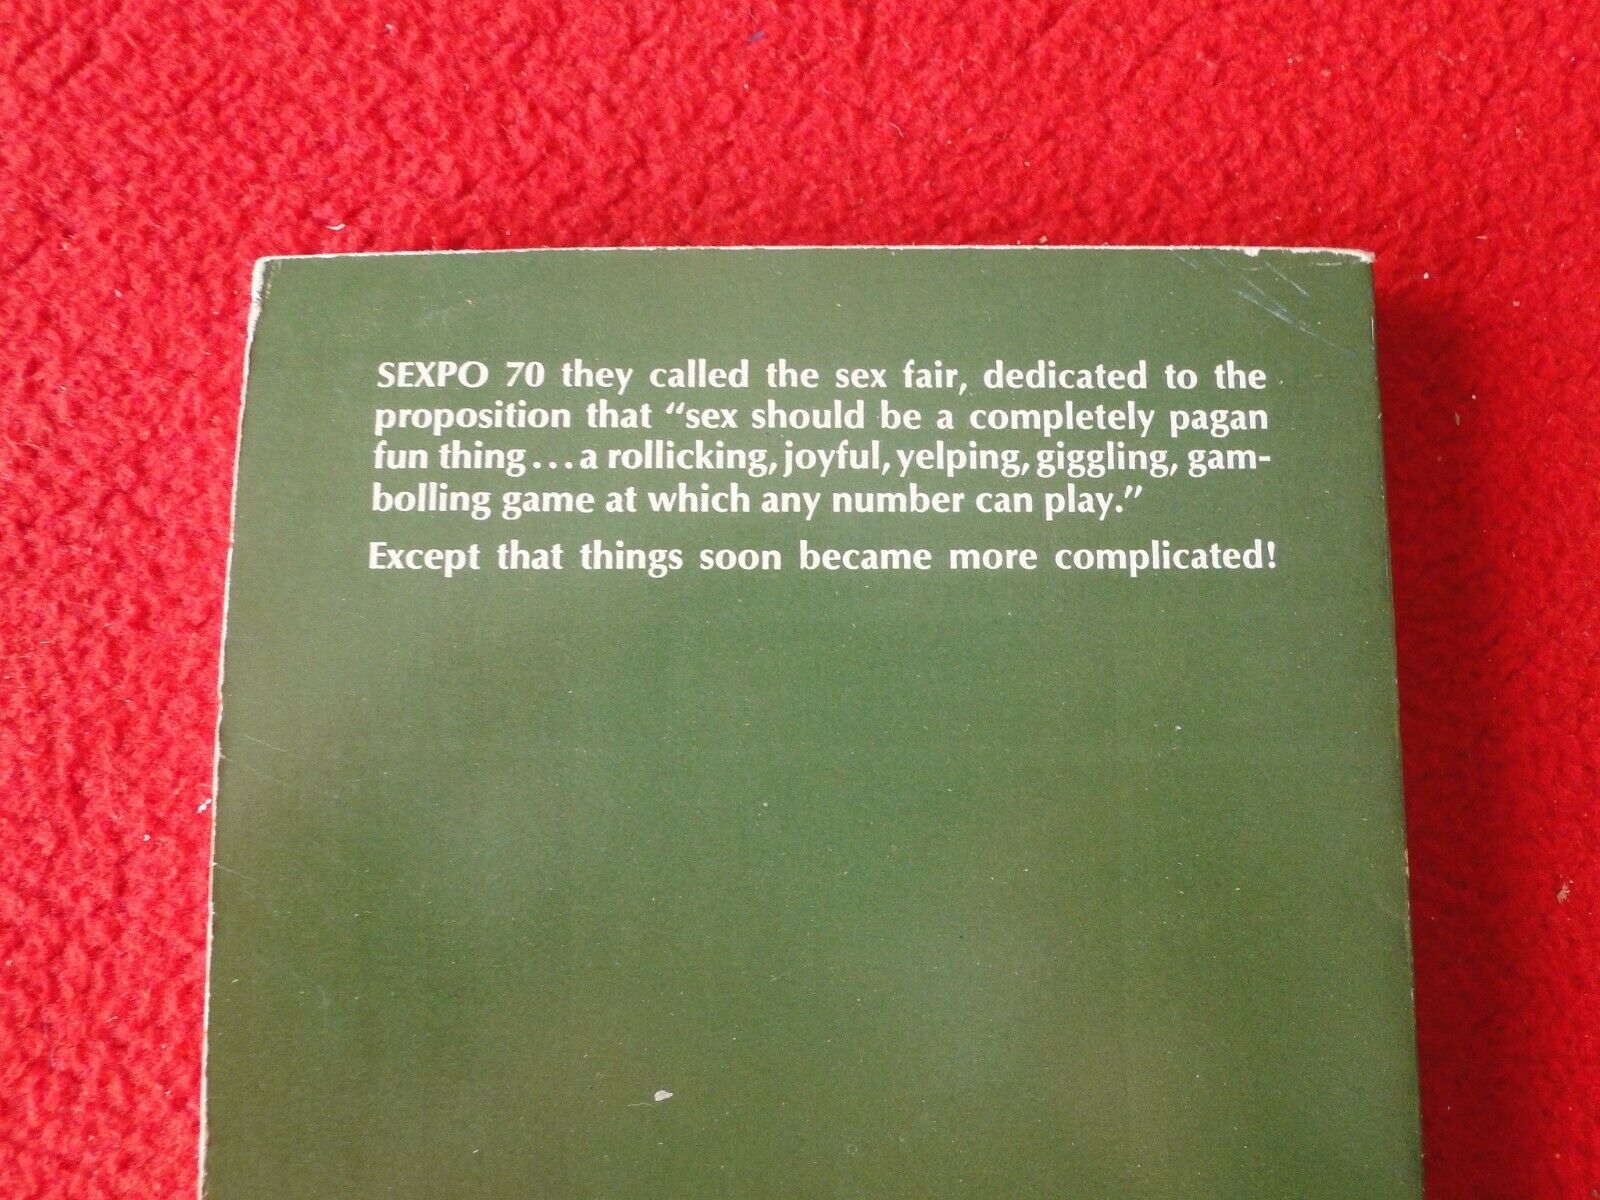 SEXPO 70 they called the sex fair, dedicated to the
proposition that “sex should be a completely pagan
fun thing...a rollicking, joyful, yelping, giggling, gam-
bolling game at which any number can play.”
Except that things soon became more complicated!